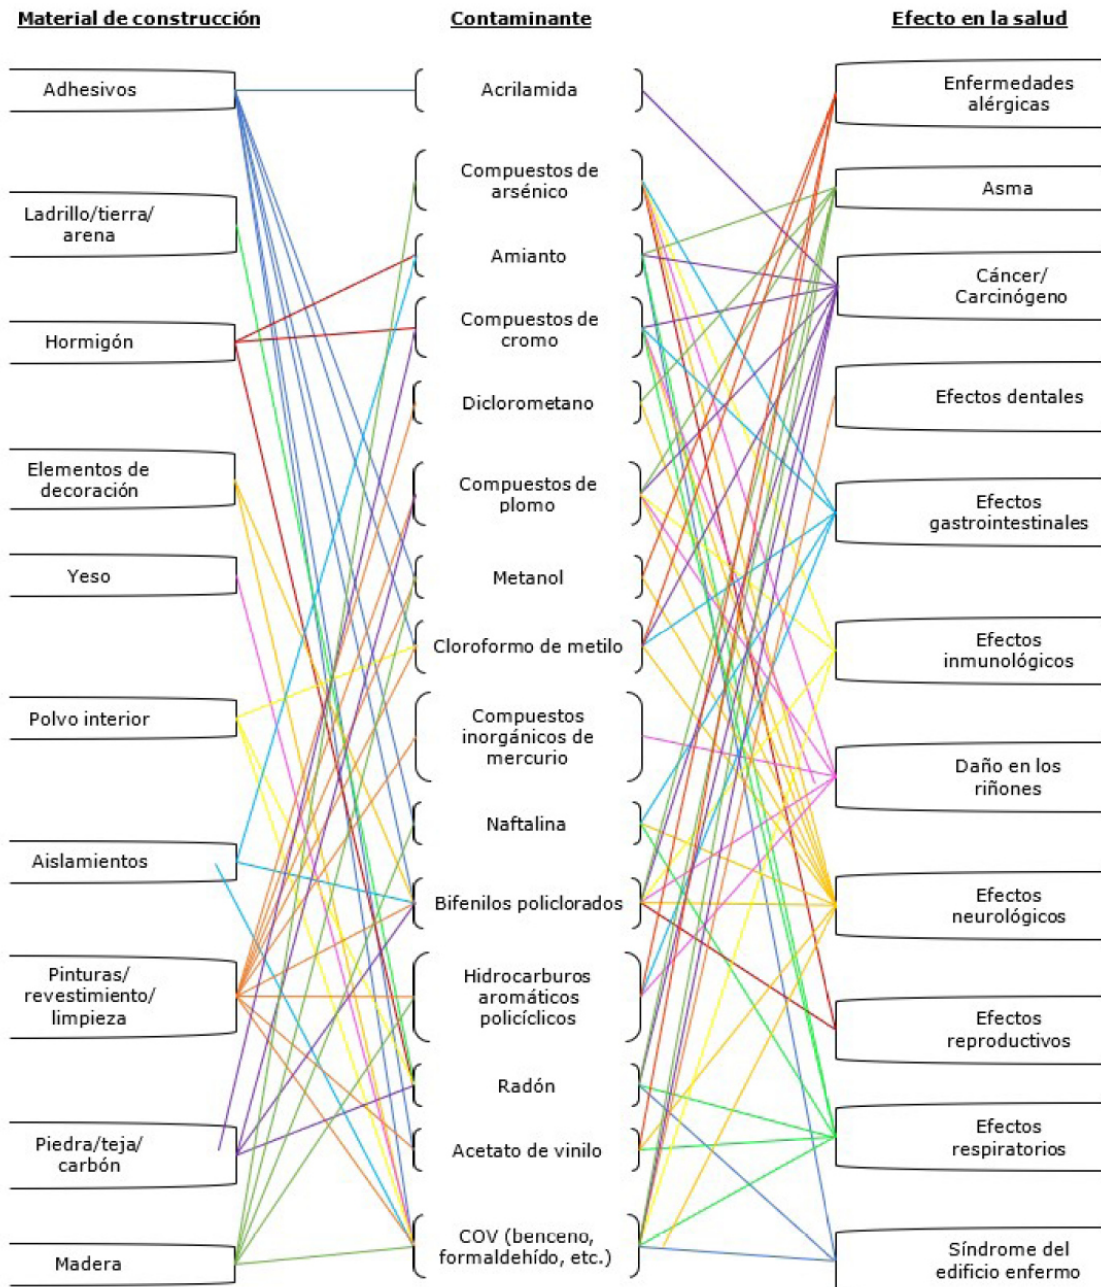 Material de construcción
Contaminante
Efecto en la salud
Adhesivos
Ladrillo/tierra/
arena
Hormigón
Elementos de
decoración
Yeso
Polvo interior
Aislamientos
Pinturas/
revestimiento/
limpieza
Piedra/teja/
carbón
Madera
Acrilamida
Compuestos de
arsénico
Amianto
Compuestos de
cromo
Diclorometano
Compuestos de
plomo
Metanol
Cloroformo de metilo
Compuestos
inorgánicos de
mercurio
Naftalina
Bifenilos policlorados
Hidrocarburos
aromáticos
policíclicos
Radón
Acetato de vinilo
COV (benceno,
formaldehído, etc.)
Enfermedades
alérgicas
Asma
Cáncer/
Carcinógeno
Efectos dentales
Efectos
gastrointestinales
Efectos
inmunológicos
Daño en los
riñones
Efectos
neurológicos
Efectos
reproductivos
Efectos
respiratorios
Síndrome del
edificio enfermo